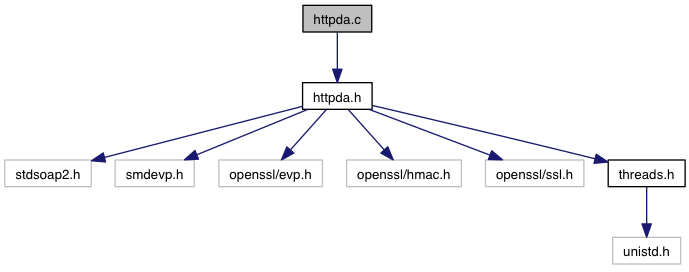 httpda.c
httpda.h
stdsoap2.h
smdevp.h
openssl/evp.h
openssl/hmac.h
openssl/ssl.h
threads.h
unistd.h